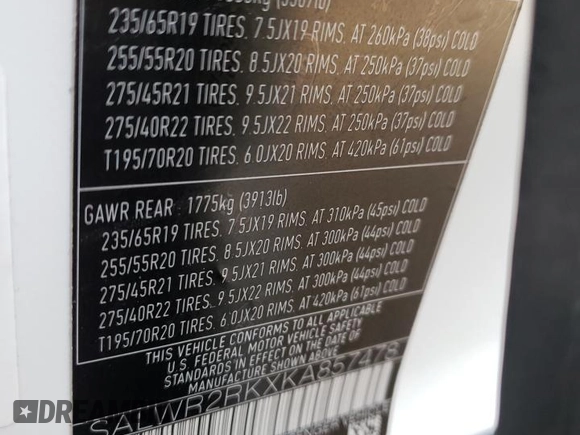 235/65R19 TIRES. 7.5JX19 RIMS. AT 260kPa (38psi) COLD
255/55R20 TIRES. 8.5JX20 RIMS. AT 250kPa (37psi) COLD
275/45R21 TIRES. 9.5JX21 RIMS. AT 250kPa (37psi) COLD
275/40R22 TIRES. 9.5JX22 RIMS. AT 250kPa (37psi) COLD
T195/70R20 TIRES. 6.0JX20 RIMS. AT 420kPa (61psi) COLD
GAWR REAR: 1775kg (3913lb)
235/65R19 TIRES. 7.5JX19 RIMS. AT 310kPa (45psi) COLD
255/55R20 TIRES. 8.5JX20 RIMS. AT 300kPa (44psi) COLD
275/45R21 TIRES. 9.5JX21 RIMS. AT 300kPa (44psi) COLD
275/40R22 TIRES. 9.5JX22 RIMS. AT 300kPa (44psi) COLD
T195/70R20 TIRES. 6.0JX20 RIMS. AT 420kPa (61psi) COLD
THIS VEHICLE CONFORMS TO ALL APPLICABLE
U.S. FEDERAL MOTOR VEHICLE SAFETY
STANDARDS IN EFFECT ON THE DATE OF
SALWR2RKXKA857478